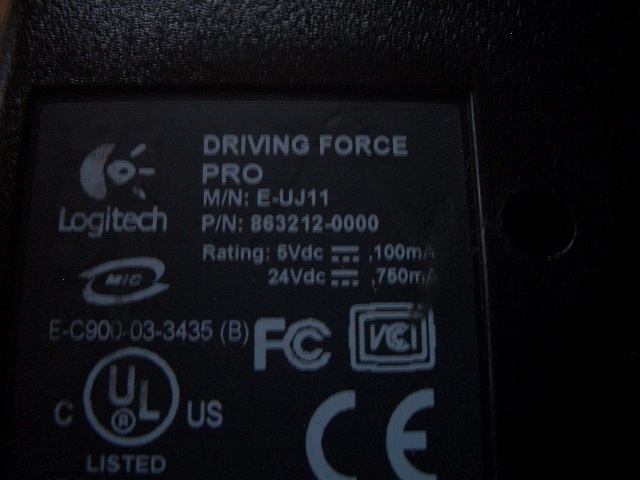 Logitech
DRIVING FORCE
PRO
M/N: E-UJ11
P/N: 863212-0000
Rating: 5Vdc ,100mA
24Vdc ,750mA
MIC
E-C900-03-3435 (B)
FC
VCI
C UL ® US
LISTED
CE